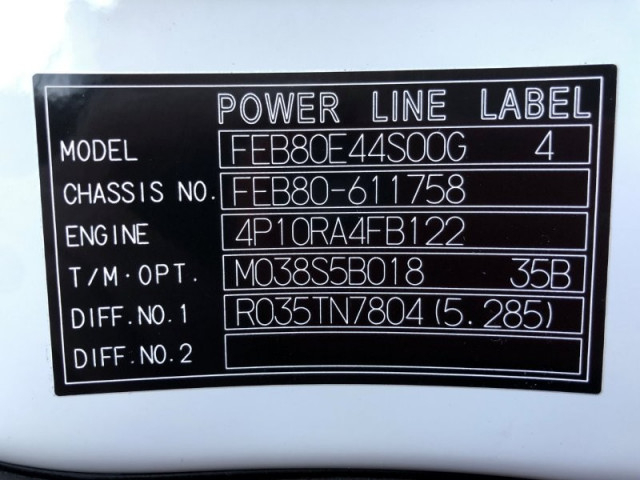 POWER LINE LABEL
MODEL FEB80E44S00G 4
CHASSIS NO. FEB80-611758
ENGINE 4P10RA4FB122
T/M·OPT. M038S5B018 35B
DIFF.NO.1 R035TN7804(5.285)
DIFF.NO.2